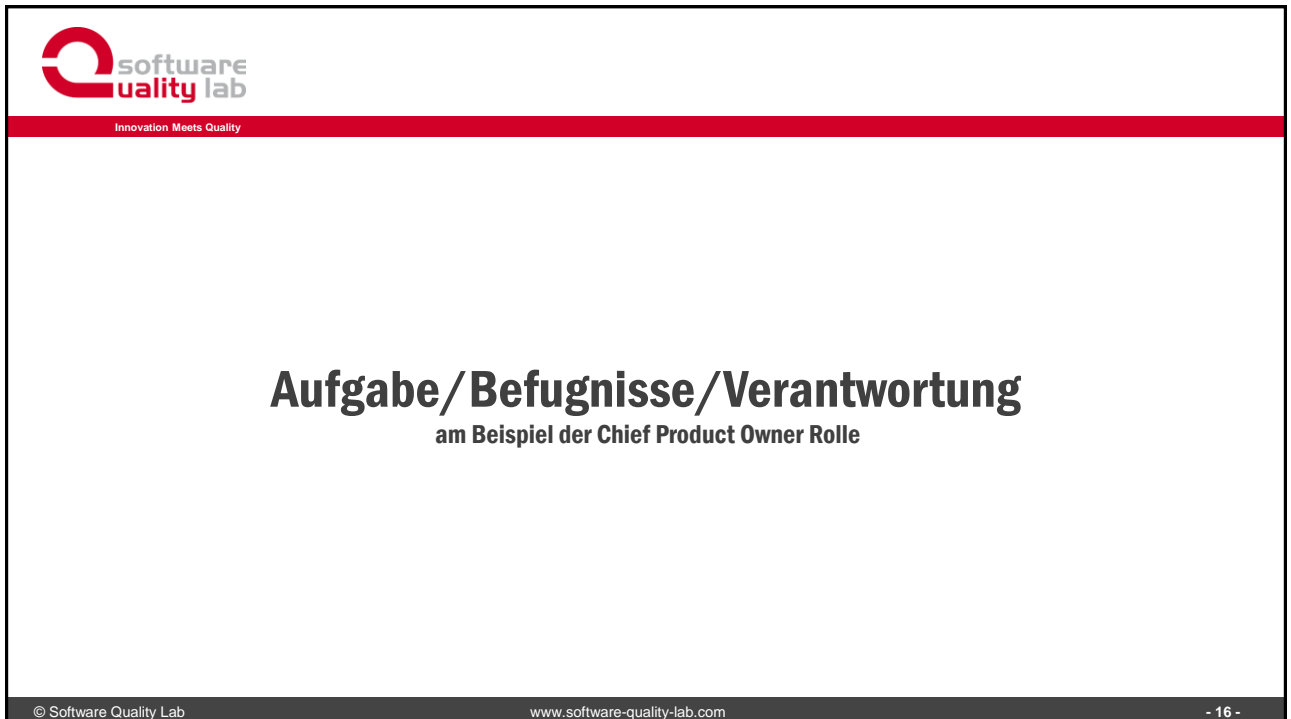 software
uality lab
Innovation Meets Quality
Aufgabe/Befugnisse/Verantwortung
am Beispiel der Chief Product Owner Rolle
© Software Quality Lab
www.software-quality-lab.com
- 16 -